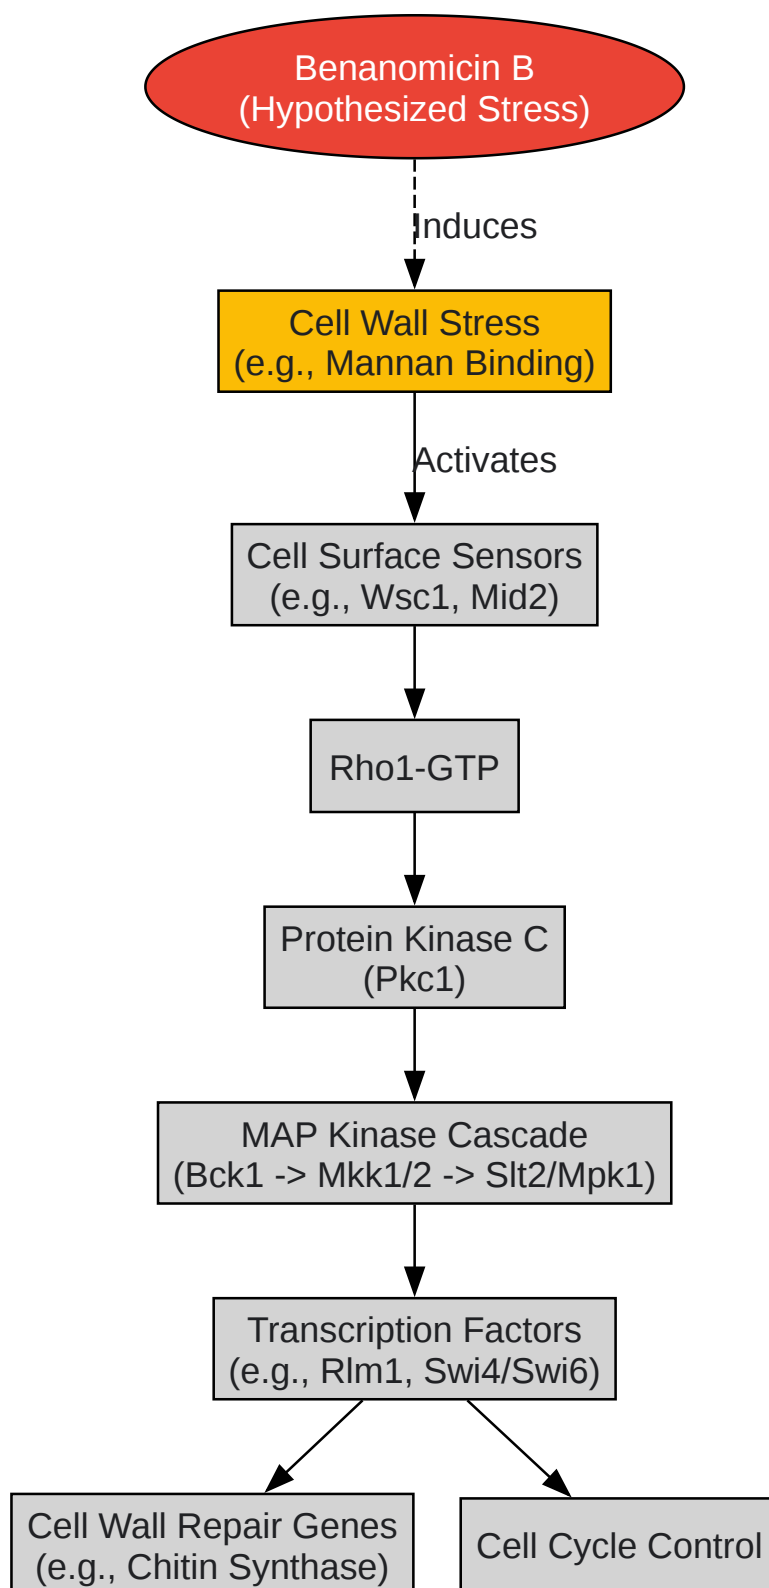 Benanomicin B
(Hypothesized Stress)
Induces
Cell Wall Stress
(e.g., Mannan Binding)
Activates
Cell Surface Sensors
(e.g., Wsc1, Mid2)
Rho1-GTP
Protein Kinase C
(Pkc1)
MAP Kinase Cascade
(Bck1 -> Mkk1/2 -> Slt2/Mpk1)
Transcription Factors
(e.g., Rlm1, Swi4/Swi6)
Cell Wall Repair Genes
(e.g., Chitin Synthase)
Cell Cycle Control